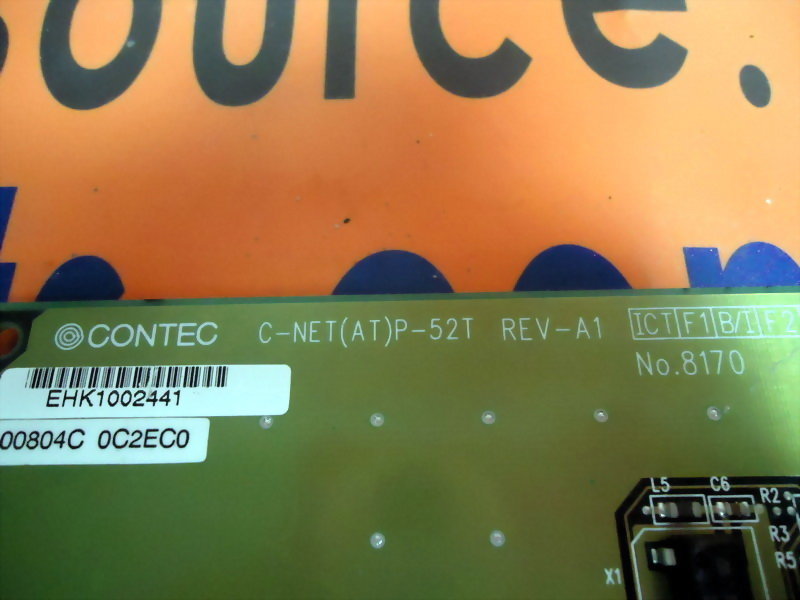 source.
CONTEC C-NET(AT)P-52T REV-A1 ICT F1 B/I F2
No.8170
EHK1002441
00804C 0C2EC0
L5 C6 R2
R3
R5
X1